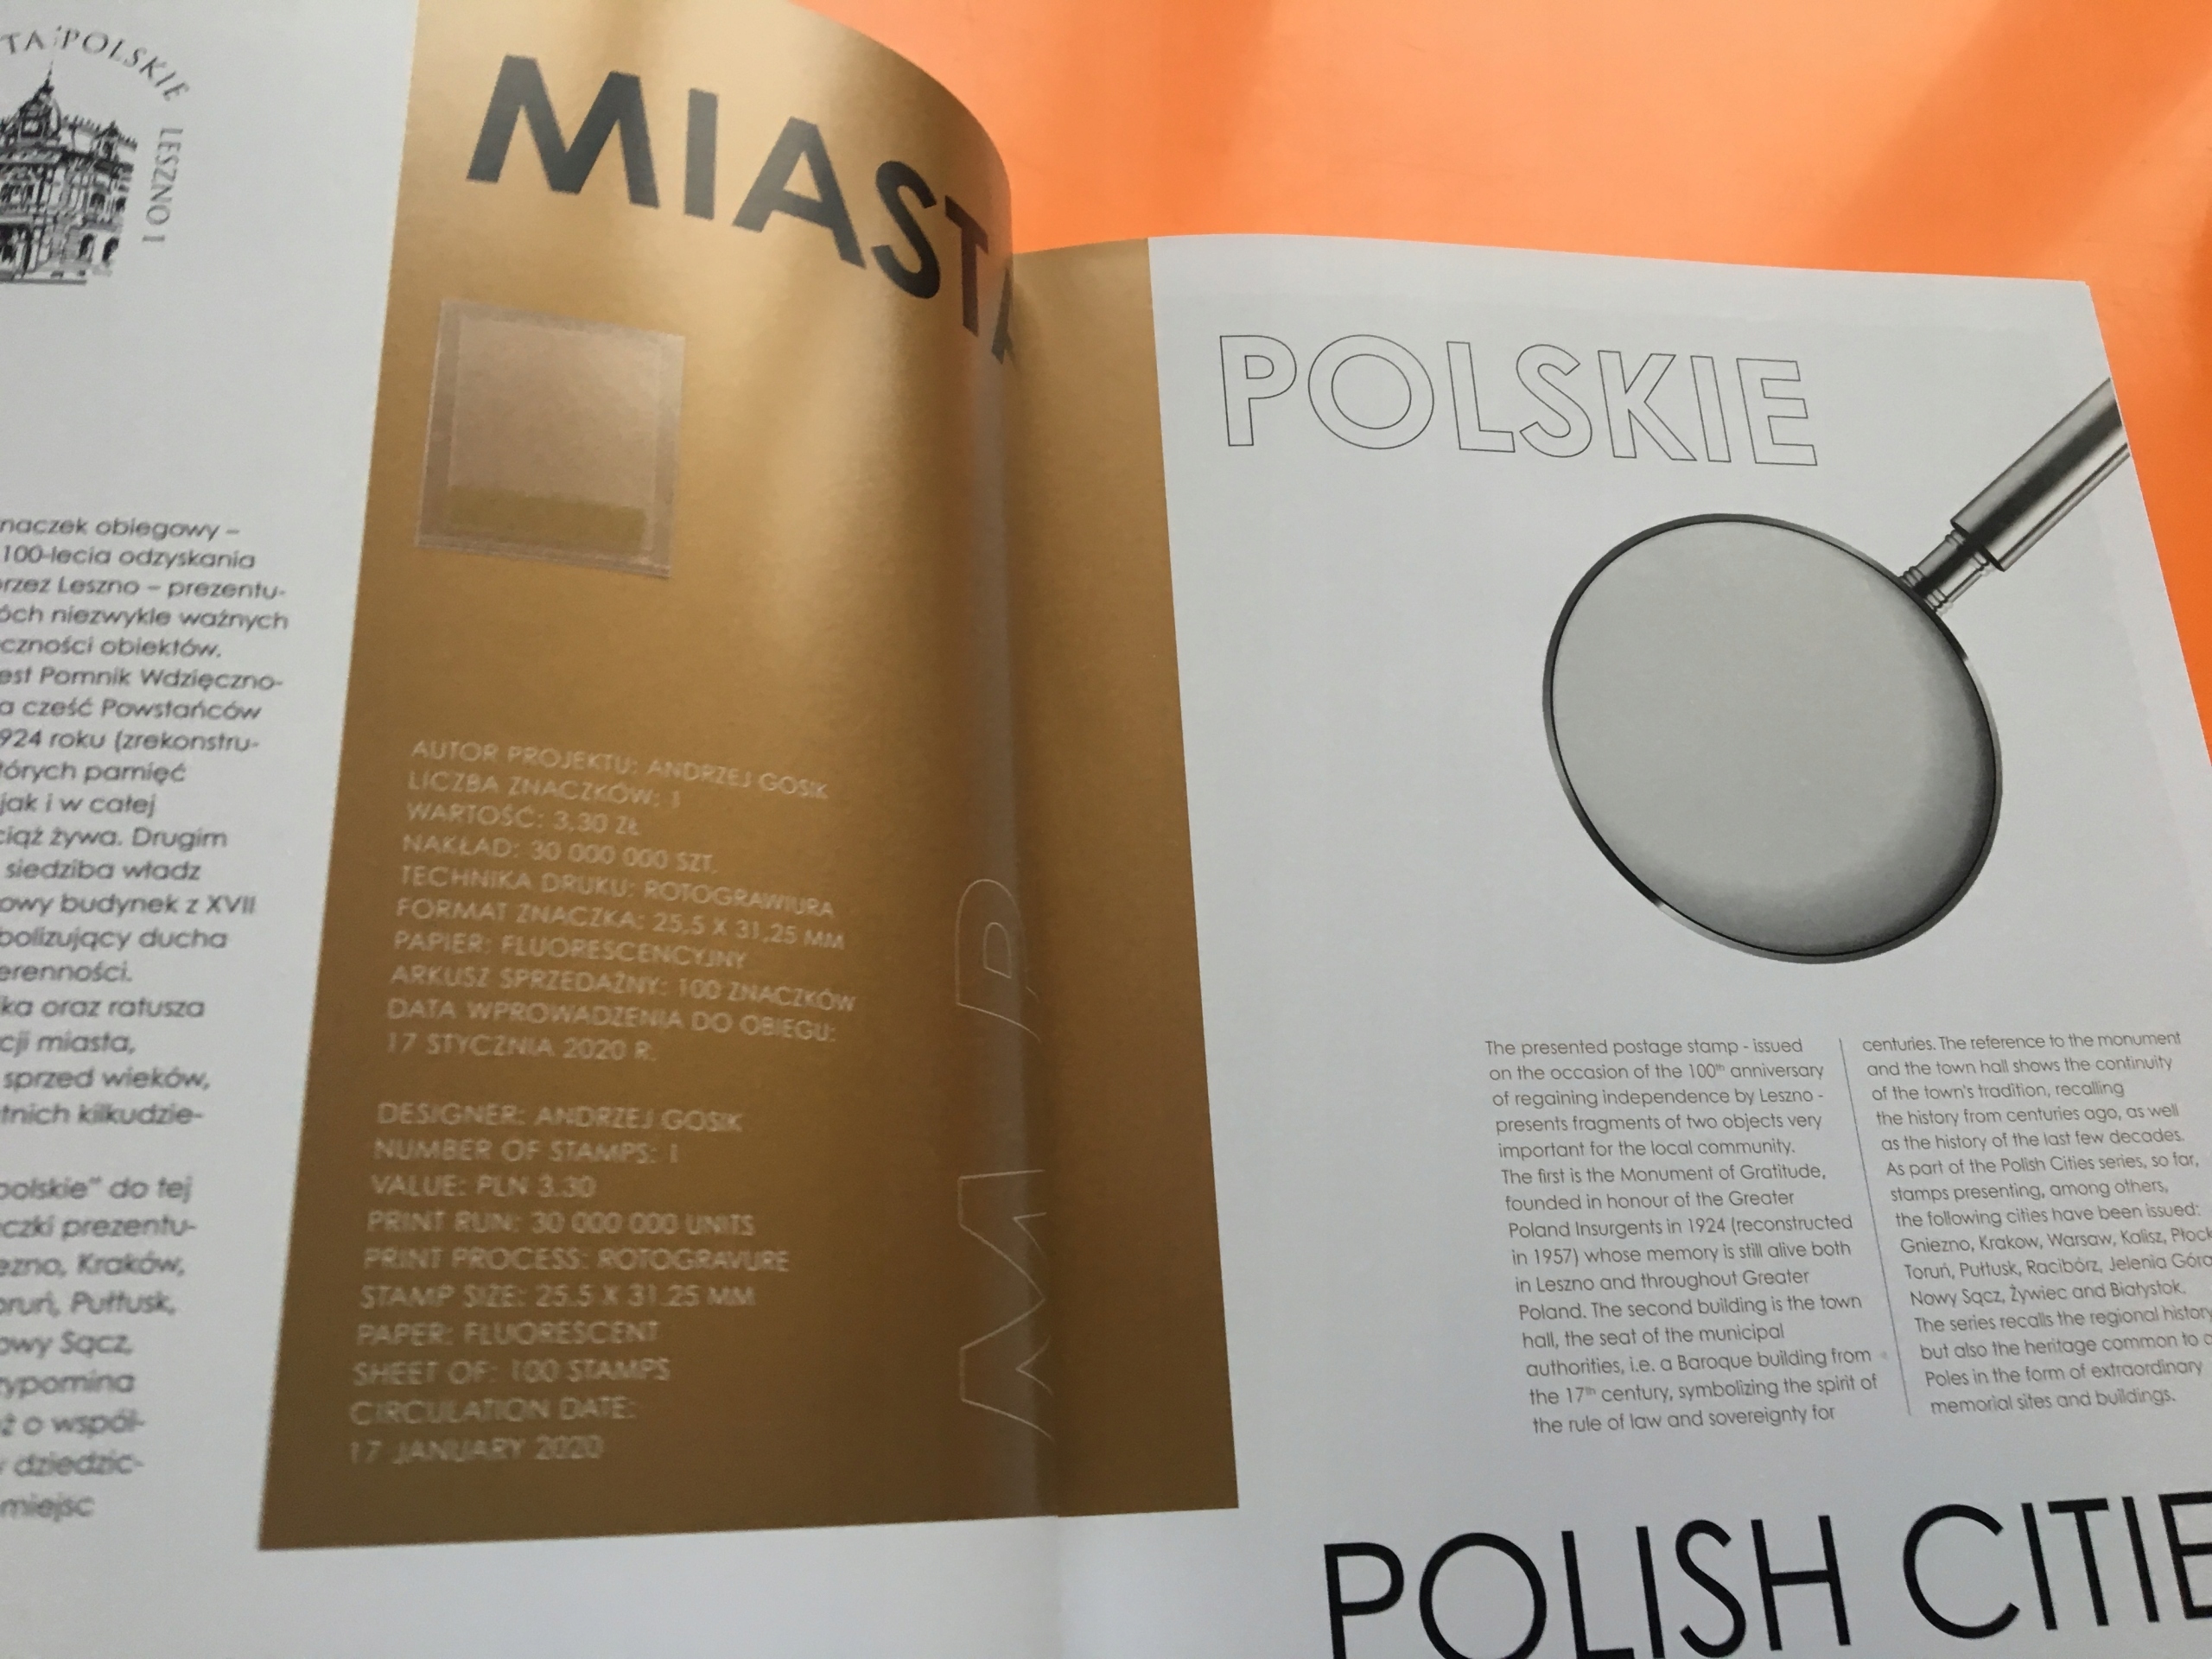 POLSKIE
LESZNO 1
naczek obiegowy –
100-lecia odzyskania
rzez Leszno – prezentu-
óch niezwykle ważnych
czności obiektów.
est Pomnik Wdzięczno-
a cześć Powstańców
924 roku (zrekonstru-
tórych pamięć
jak i w całej
ciąż żywa. Drugim
siedziba władz
owy budynek z XVII
bolizujący ducha
erenności.
ka oraz ratusza
cji miasta,
sprzed wieków,
tnich kilkudzie-
polskie" do tej
czki prezentu-
ezno, Kraków,
oruń, Pułtusk,
owy Sącz,
ypomina
ż o wspól-
dziedzic-
miejsc
MIASTA
AUTOR PROJEKTU: ANDRZEJ GOSIK
LICZBA ZNACZKÓW: 1
WARTOŚĆ: 3,30 ZŁ
NAKŁAD: 30 000 000 SZT.
TECHNIKA DRUKU: ROTOGRAWIURA
FORMAT ZNACZKA: 25,5 X 31,25 MM
PAPIER: FLUORESCENCYJNY
ARKUSZ SPRZEDAŻNY: 100 ZNACZKÓW
DATA WPROWADZENIA DO OBIEGU:
17 STYCZNIA 2020 R.
DESIGNER: ANDRZEJ GOSIK
NUMBER OF STAMPS: 1
VALUE: PLN 3.30
PRINT RUN: 30 000 000 UNITS
PRINT PROCESS: ROTOGRAVURE
STAMP SIZE: 25.5 X 31.25 MM
PAPER: FLUORESCENT
SHEET OF: 100 STAMPS
CIRCULATION DATE:
17 JANUARY 2020
POLSKIE
The presented postage stamp - issued
on the occasion of the 100th anniversary
of regaining independence by Leszno -
presents fragments of two objects very
important for the local community.
The first is the Monument of Gratitude,
founded in honour of the Greater
Poland Insurgents in 1924 (reconstructed
in 1957) whose memory is still alive both
in Leszno and throughout Greater
Poland. The second building is the town
hall, the seat of the municipal
authorities, i.e. a Baroque building from
the 17th century, symbolizing the spirit of
the rule of law and sovereignty for
centuries. The reference to the monument
and the town hall shows the continuity
of the town's tradition, recalling
the history from centuries ago, as well
as the history of the last few decades.
As part of the Polish Cities series, so far,
stamps presenting, among others,
the following cities have been issued:
Gniezno, Krakow, Warsaw, Kalisz, Płock
Toruń, Pułtusk, Racibórz, Jelenia Góra
Nowy Sącz, Żywiec and Białystok.
The series recalls the regional history
but also the heritage common to
Poles in the form of extraordinary
memorial sites and buildings.
POLISH CITIE